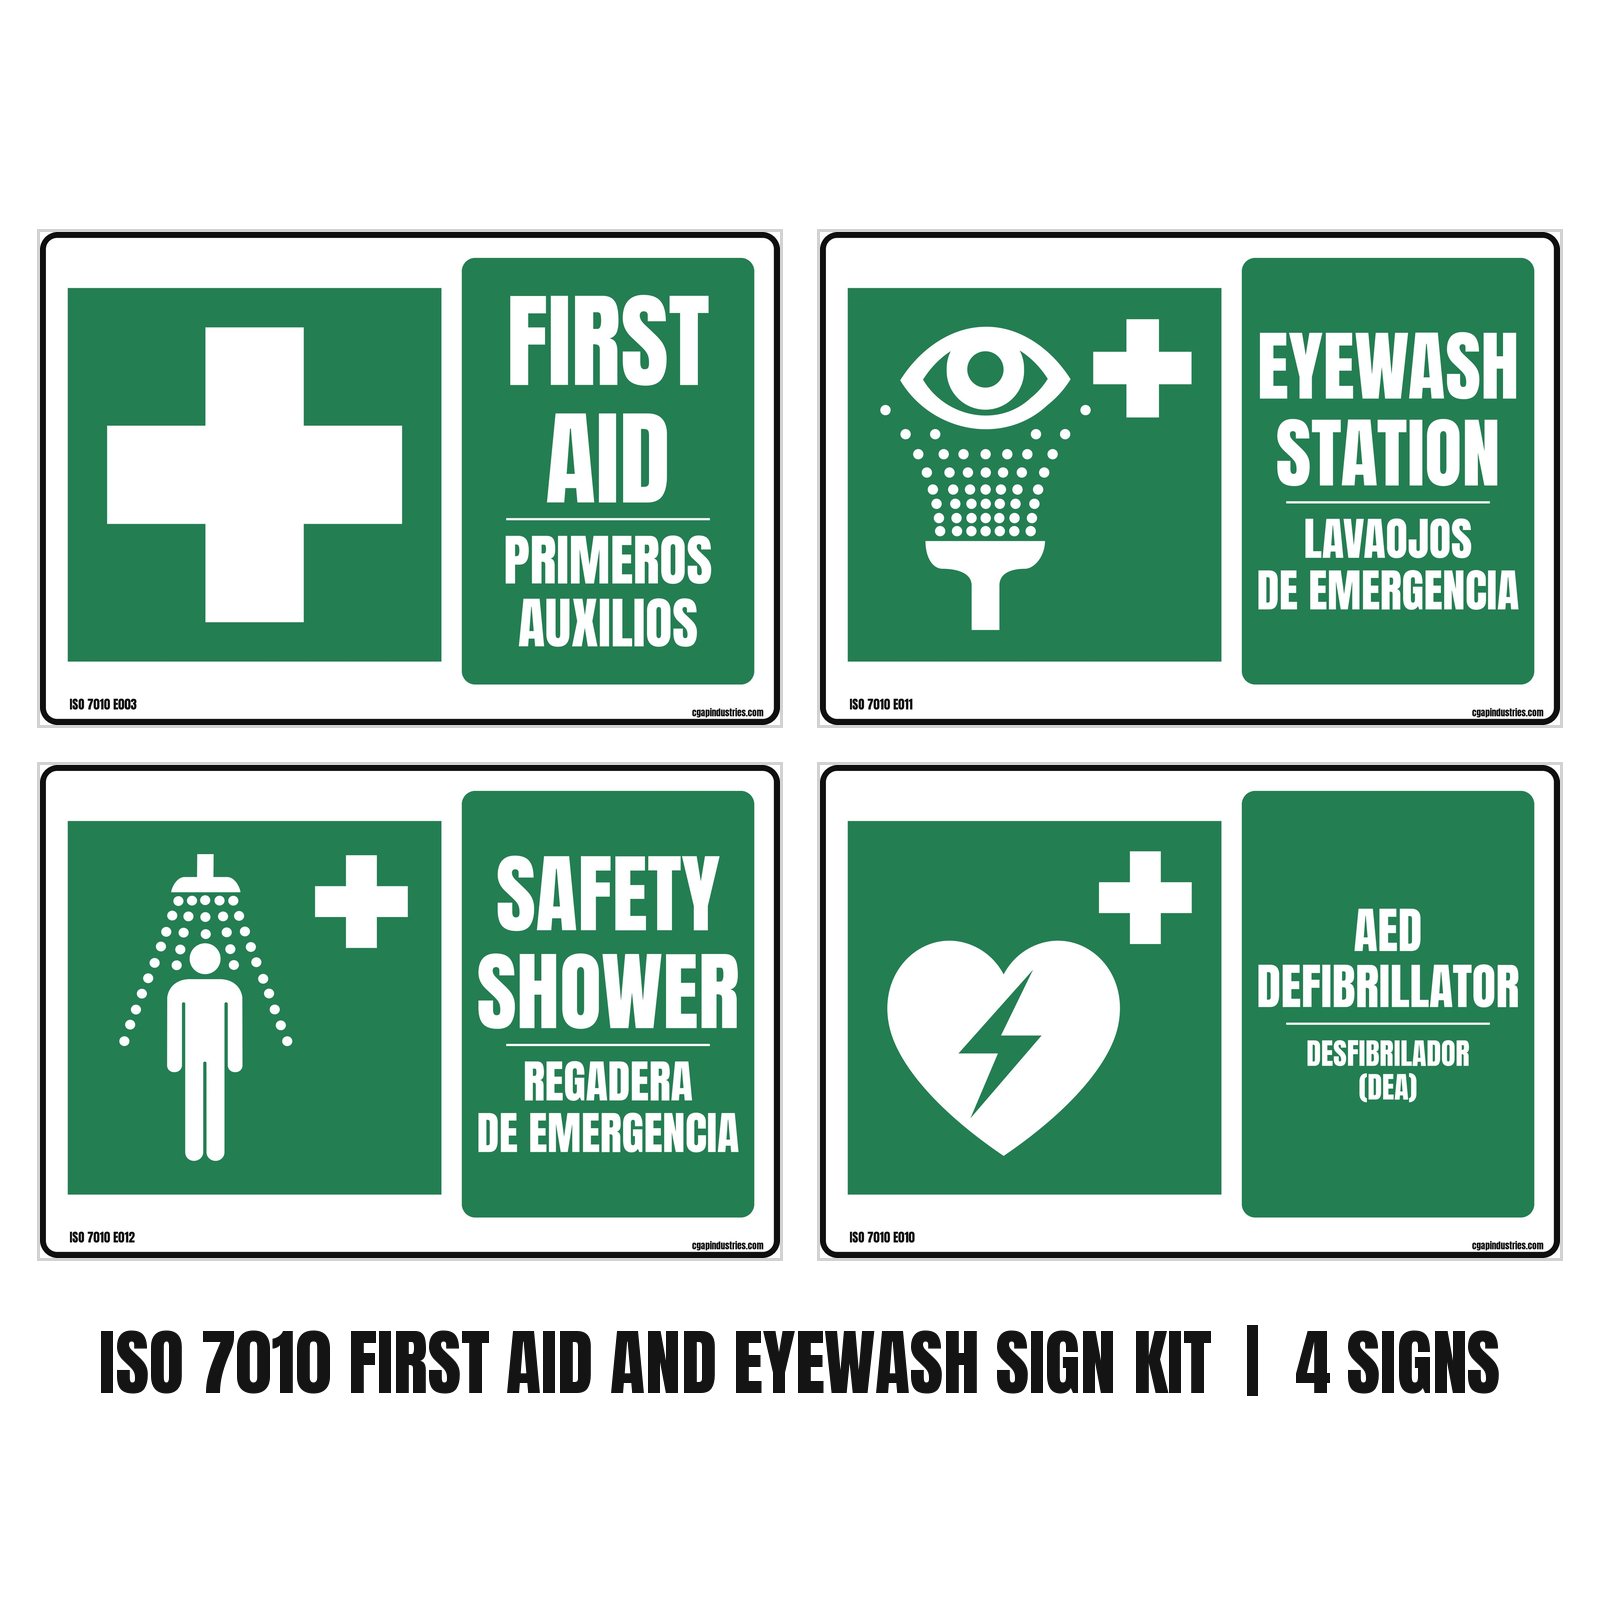 FIRST
AID
PRIMEROS
AUXILIOS
ISO 7010 E003
cgapindustries.com
EYEWASH
STATION
LAVAOJOS
DE EMERGENCIA
ISO 7010 E011
cgapindustries.com
SAFETY
SHOWER
REGADERA
DE EMERGENCIA
ISO 7010 E012
cgapindustries.com
AED
DEFIBRILLATOR
DESFIBRILADOR
(DEA)
ISO 7010 E010
cgapindustries.com
ISO 7010 FIRST AID AND EYEWASH SIGN KIT | 4 SIGNS